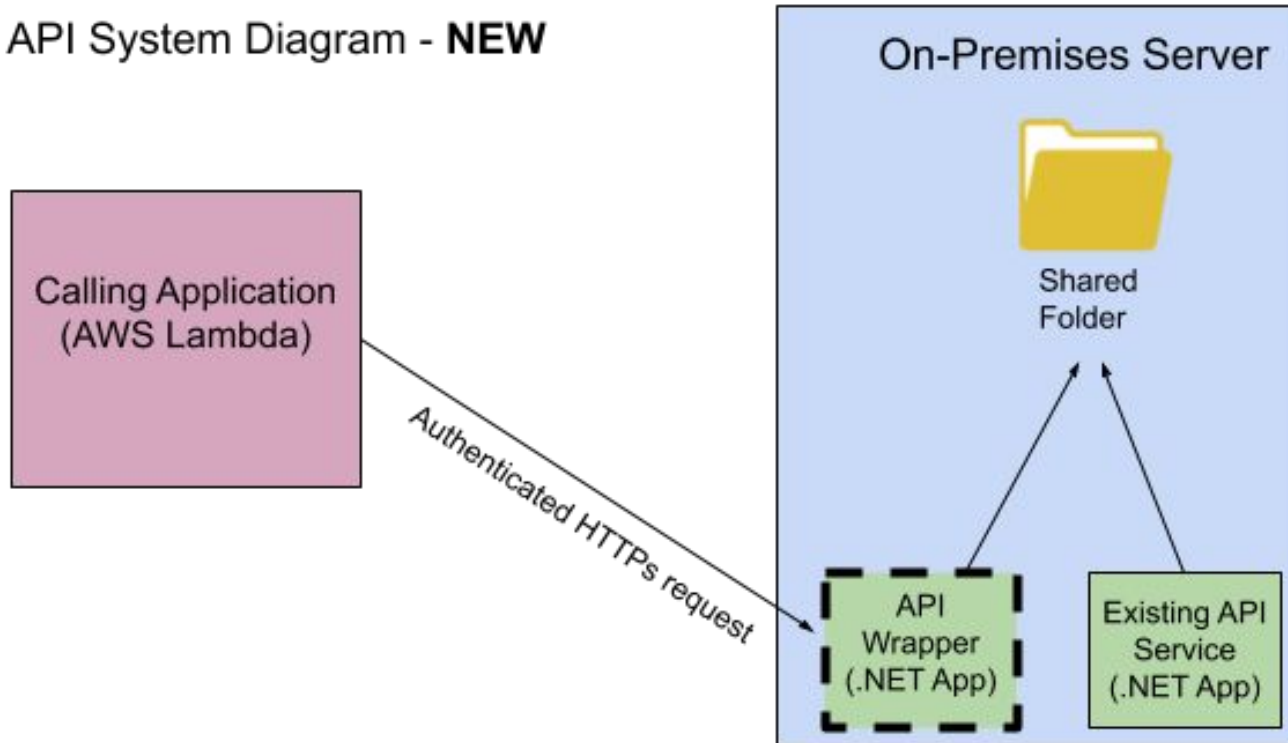 API System Diagram - NEW
On-Premises Server
Shared
Folder
Calling Application
(AWS Lambda)
Authenticated HTTPs request
API
Wrapper
(.NET App)
Existing API
Service
(.NET App)